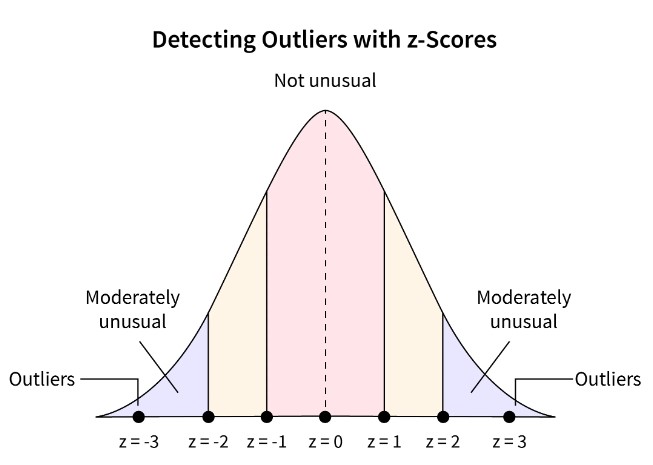 Detecting Outliers with z-Scores
Not unusual
Moderately
unusual
Moderately
unusual
Outliers
Outliers
z = -3
z = -2
z = -1
z = 0
z = 1
z = 2
z = 3